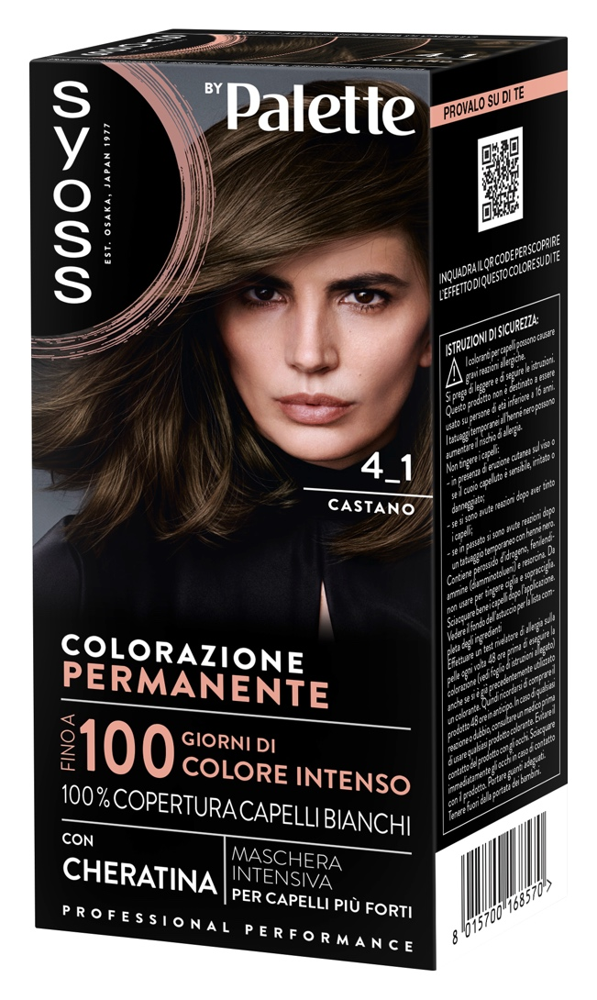 SYOSS
EST. OSAKA, JAPAN 1977
BY Palette
4_1
CASTANO
COLORAZIONE
PERMANENTE
FINO A 100 GIORNI DI
COLORE INTENSO
100% COPERTURA CAPELLI BIANCHI
CON
CHERATINA
MASCHERA
INTENSIVA
PER CAPELLI PIÙ FORTI
PROFESSIONAL PERFORMANCE
4_1
PROVALO SU DI TE
INQUADRA IL QR CODE PER SCOPRIRE
L'EFFETTO DI QUESTO COLORE SU DI TE
ISTRUZIONI DI SICUREZZA:
I coloranti per capelli possono causare
gravi reazioni allergiche.
Si prega di leggere e di seguire le istruzioni.
Questo prodotto non è destinato a essere
usato su persone di età inferiore a 16 anni.
I tatuaggi temporanei all'henné nero possono
aumentare il rischio di allergia.
Non tingere i capelli:
– in presenza di eruzione cutanea sul viso o
se il cuoio capelluto è sensibile, irritato o
danneggiato;
– se si sono avute reazioni dopo aver tinto
i capelli;
– se in passato si sono avute reazioni dopo
un tatuaggio temporaneo con henné nero.
Contiene perossido d'idrogeno, fenilendi-
ammine (diamminotolueni) e resorcina. Da
non usare per tingere ciglia e sopracciglia.
Sciacquare bene i capelli dopo l'applicazione.
Vedere il fondo dell'astuccio per la lista com-
pleta degli ingredienti
Effettuare un test rivelatore di allergia sulla
pelle ogni volta 48 ore prima di eseguire la
colorazione (vedi foglio di istruzioni allegato)
anche se si è già precedentemente utilizzato
un colorante. Quindi ricordarsi di comprare il
prodotto 48 ore in anticipo. In caso di qualsiasi
reazione o dubbio, consultare un medico prima
di usare qualsiasi prodotto colorante. Evitare il
contatto del prodotto con gli occhi. Sciacquare
immediatamente gli occhi in caso di contatto
con il prodotto. Portare guanti adeguati.
Tenere fuori dalla portata dei bambini.
8 015700 168570 >